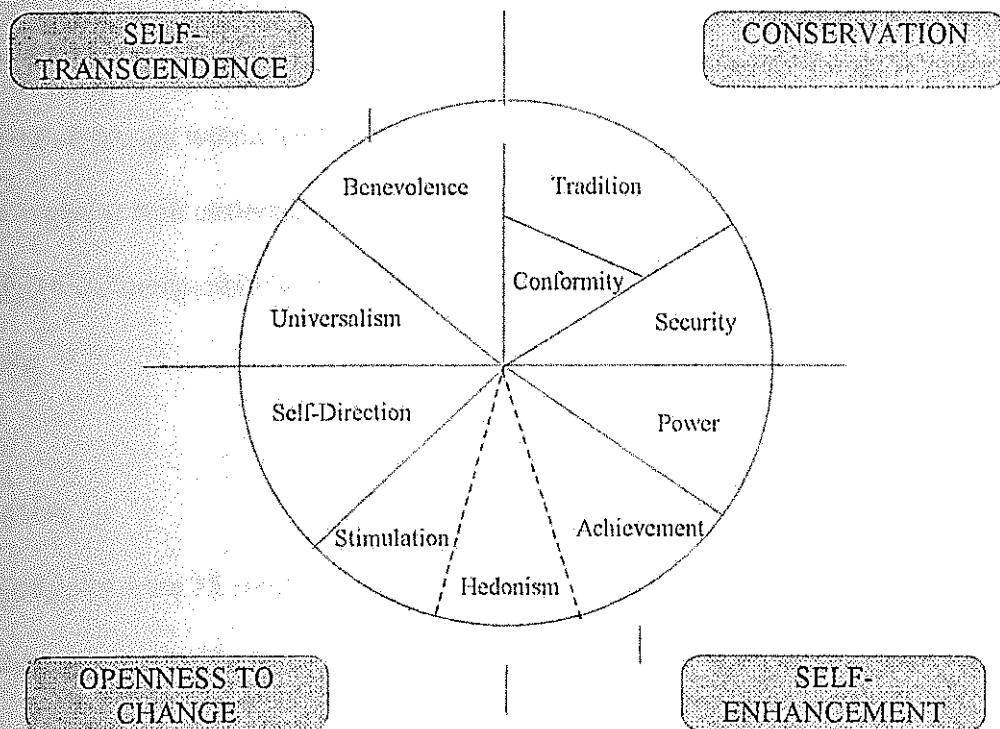 SELF-
TRANSCENDENCE
CONSERVATION
Benevolence
Tradition
Conformity
Universalism
Security
Self-Direction
Power
Stimulation
Achievement
Hedonism
OPENNESS TO
CHANGE
SELF-
ENHANCEMENT